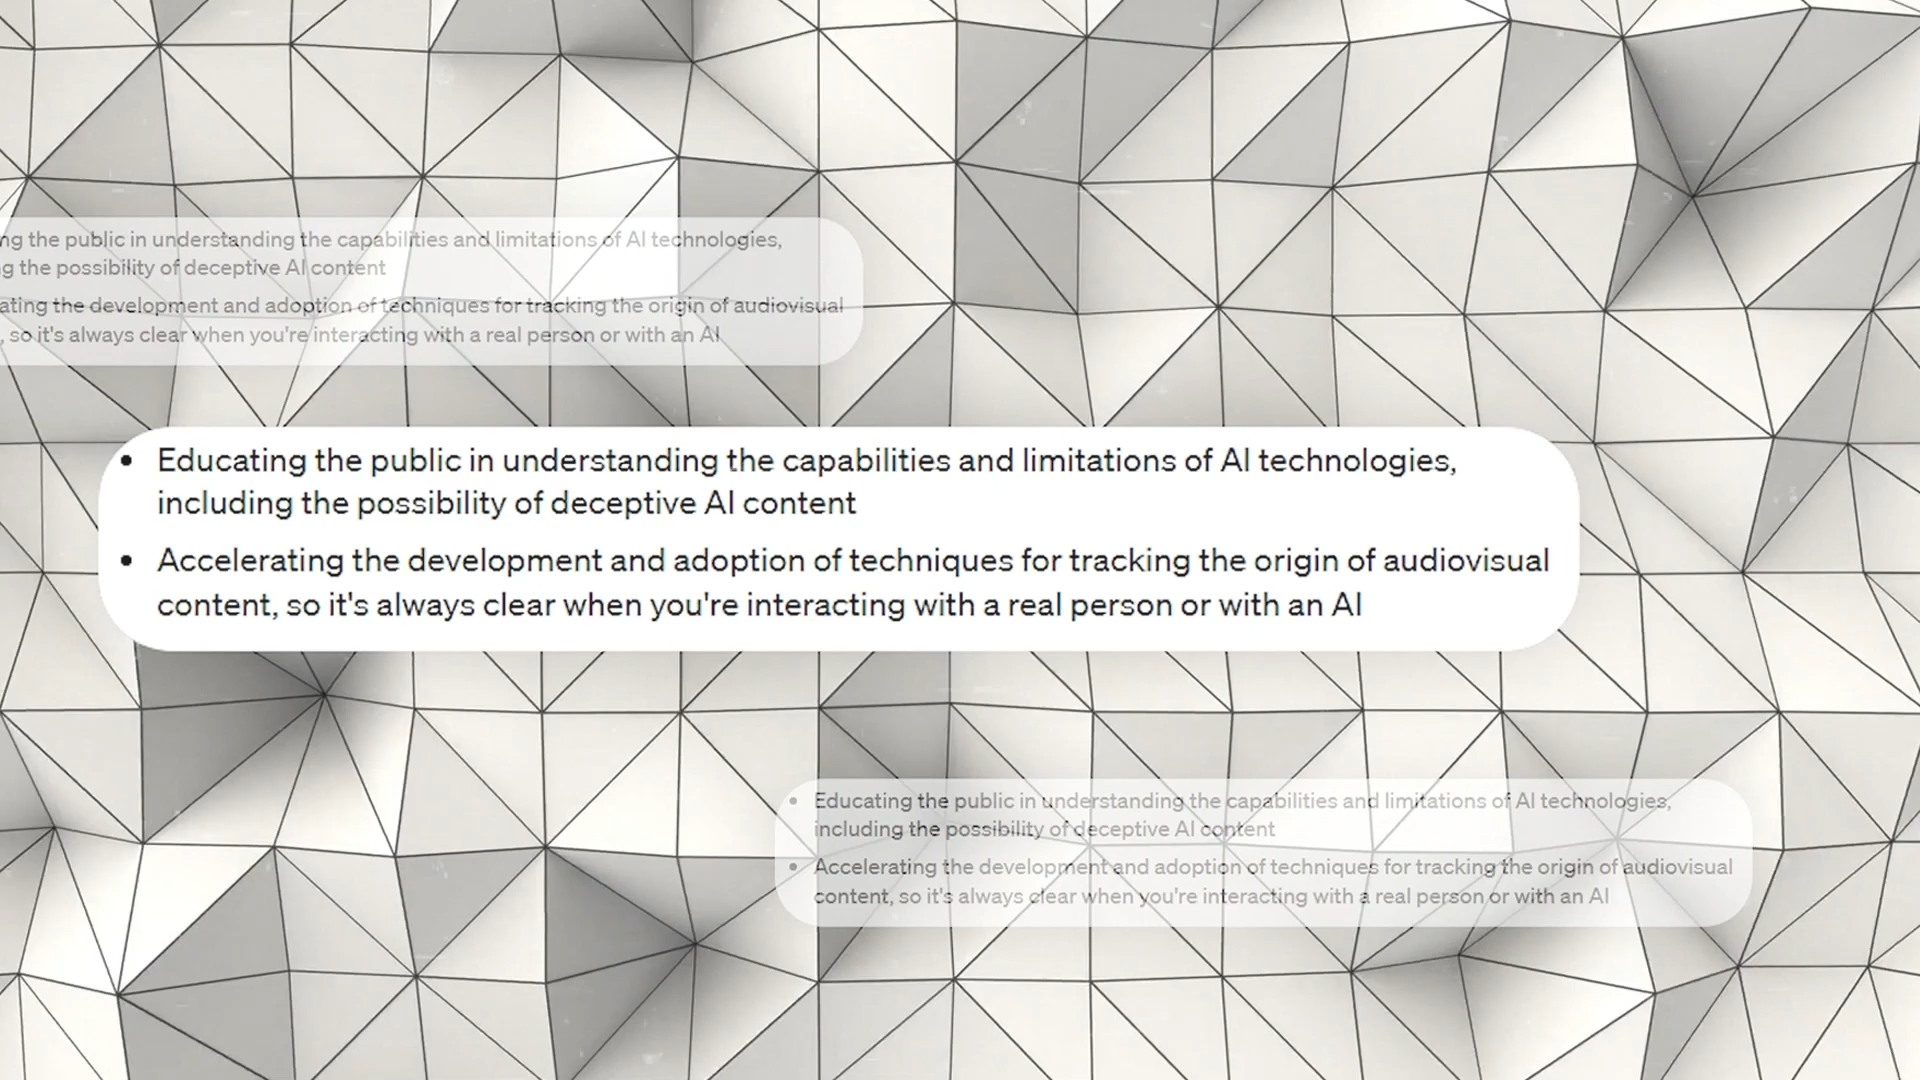 ng the public in understanding the capabilities and limitations of AI technologies,
g the possibility of deceptive AI content
ating the development and adoption of techniques for tracking the origin of audiovisual
, so it's always clear when you're interacting with a real person or with an AI
• Educating the public in understanding the capabilities and limitations of AI technologies,
including the possibility of deceptive AI content
• Accelerating the development and adoption of techniques for tracking the origin of audiovisual
content, so it's always clear when you're interacting with a real person or with an AI
• Educating the public in understanding the capabilities and limitations of AI technologies,
including the possibility of deceptive AI content
• Accelerating the development and adoption of techniques for tracking the origin of audiovisual
content, so it's always clear when you're interacting with a real person or with an AI